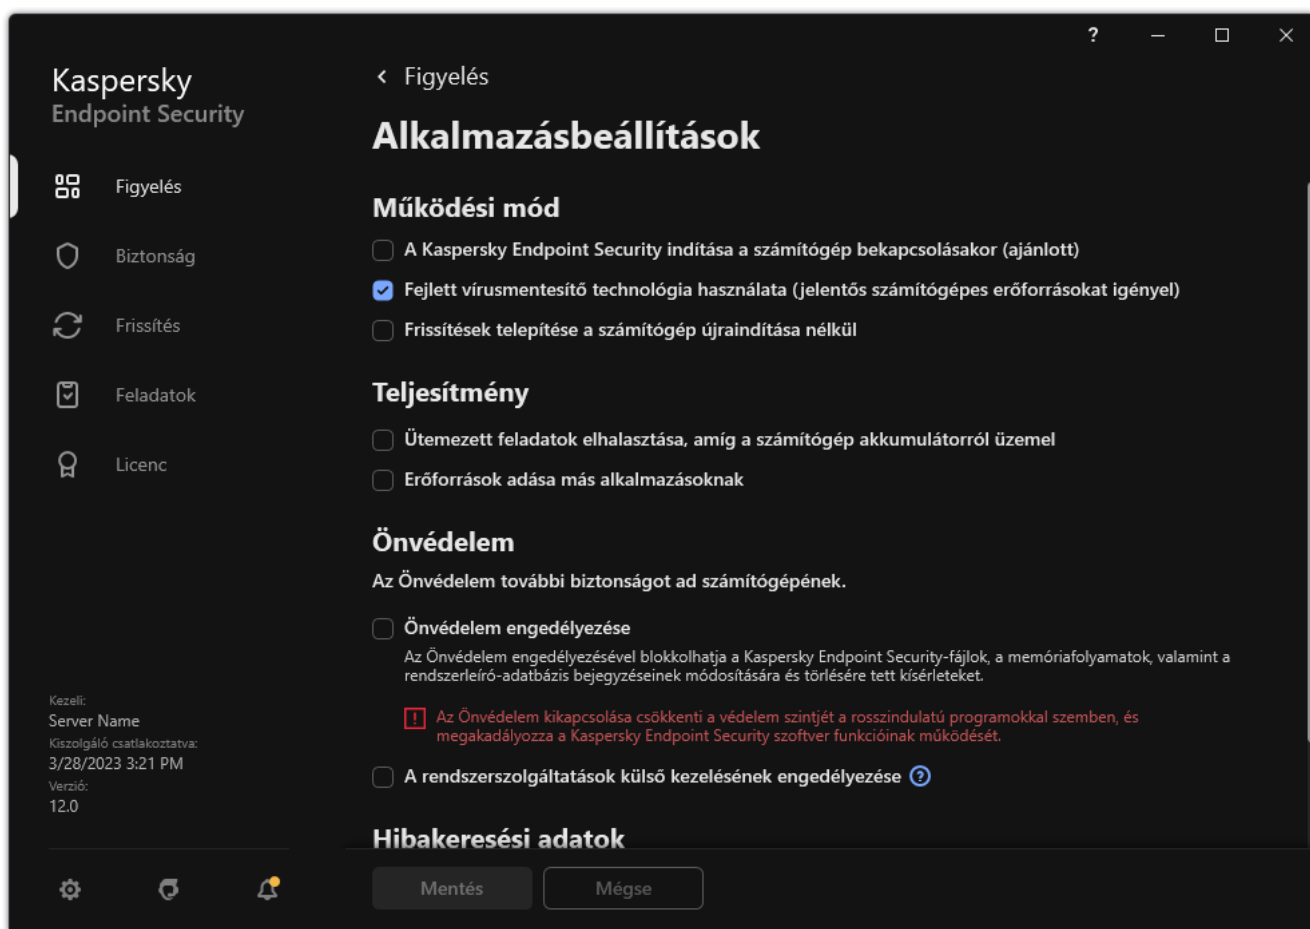 Kaspersky
Endpoint Security
Figyelés
Biztonság
Frissítés
Feladatok
Licenc
Kezeli:
Server Name
Kiszolgáló csatlakoztatva:
3/28/2023 3:21 PM
Verzió:
12.0
?
Figyelés
Alkalmazásbeállítások
Működési mód
A Kaspersky Endpoint Security indítása a számítógép bekapcsolásakor (ajánlott)
Fejlett vírusmentesítő technológia használata (jelentős számítógépes erőforrásokat igényel)
Frissítések telepítése a számítógép újraindítása nélkül
Teljesítmény
Ütemezett feladatok elhalasztása, amíg a számítógép akkumulátorról üzemel
Erőforrások adása más alkalmazásoknak
Önvédelem
Az Önvédelem további biztonságot ad számítógépének.
Önvédelem engedélyezése
Az Önvédelem engedélyezésével blokkolhatja a Kaspersky Endpoint Security-fájlok, a memóriafolyamatok, valamint a
rendszerleíró-adatbázis bejegyzéseinek módosítására és törlésére tett kísérleteket.
Az Önvédelem kikapcsolása csökkenti a védelem szintjét a rosszindulatú programokkal szemben, és
megakadályozza a Kaspersky Endpoint Security szoftver funkcióinak működését.
A rendszerszolgáltatások külső kezelésének engedélyezése ?
Hibakeresési adatok
Mentés
Mégse